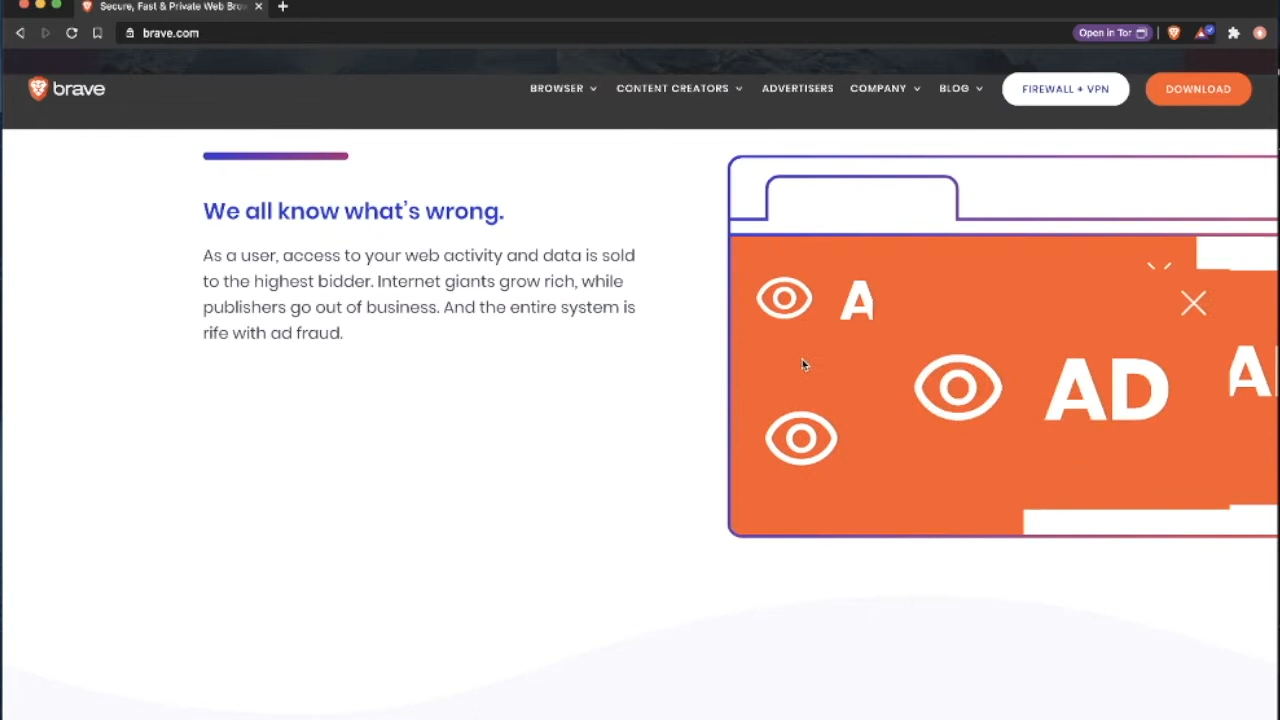 Secure, Fast & Private Web Bro
brave.com
Open in Tor
brave
BROWSER
CONTENT CREATORS
ADVERTISERS
COMPANY
BLOG
FIREWALL + VPN
DOWNLOAD
We all know what's wrong.
As a user, access to your web activity and data is sold
to the highest bidder. Internet giants grow rich, while
publishers go out of business. And the entire system is
rife with ad fraud.
A
AD
A